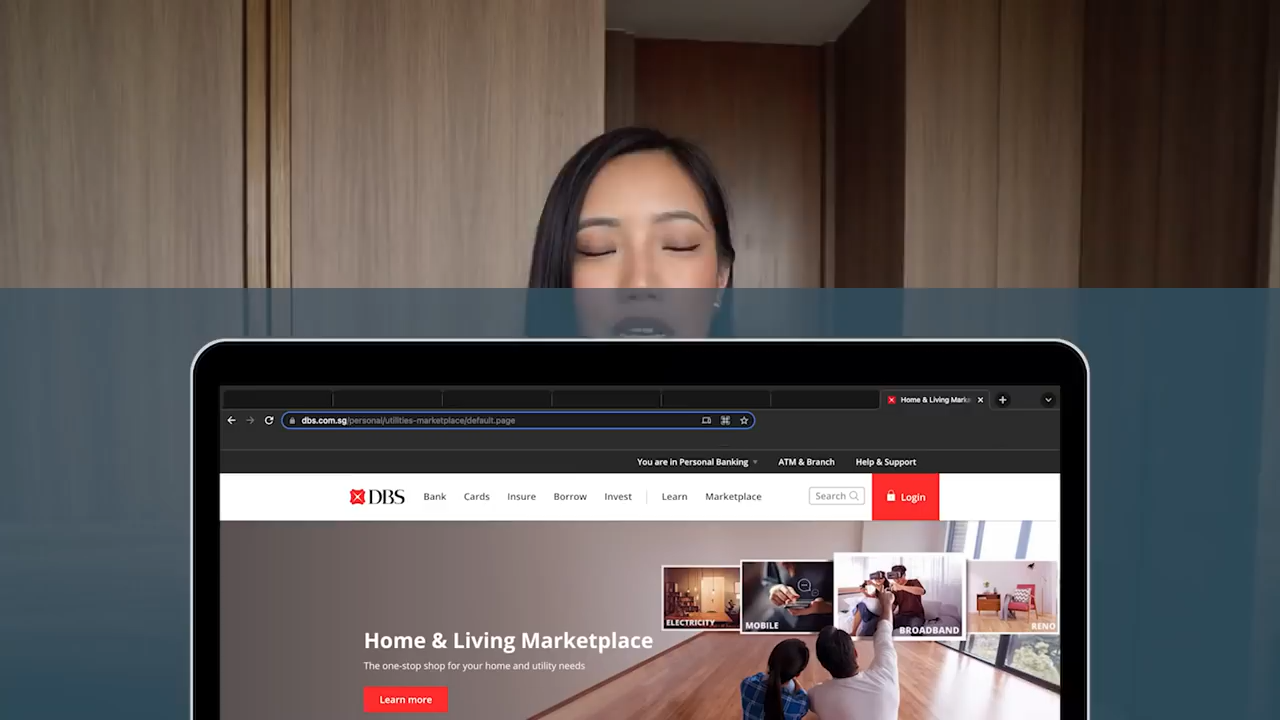 Home & Living Mark
dbs.com.sg/personal/utilities-marketplace/default.page
You are in Personal Banking ATM & Branch Help & Support
DBS Bank Cards Insure Borrow Invest Learn Marketplace Search Login
ELECTRICITY MOBILE BROADBAND RENO
Home & Living Marketplace
The one-stop shop for your home and utility needs
Learn more